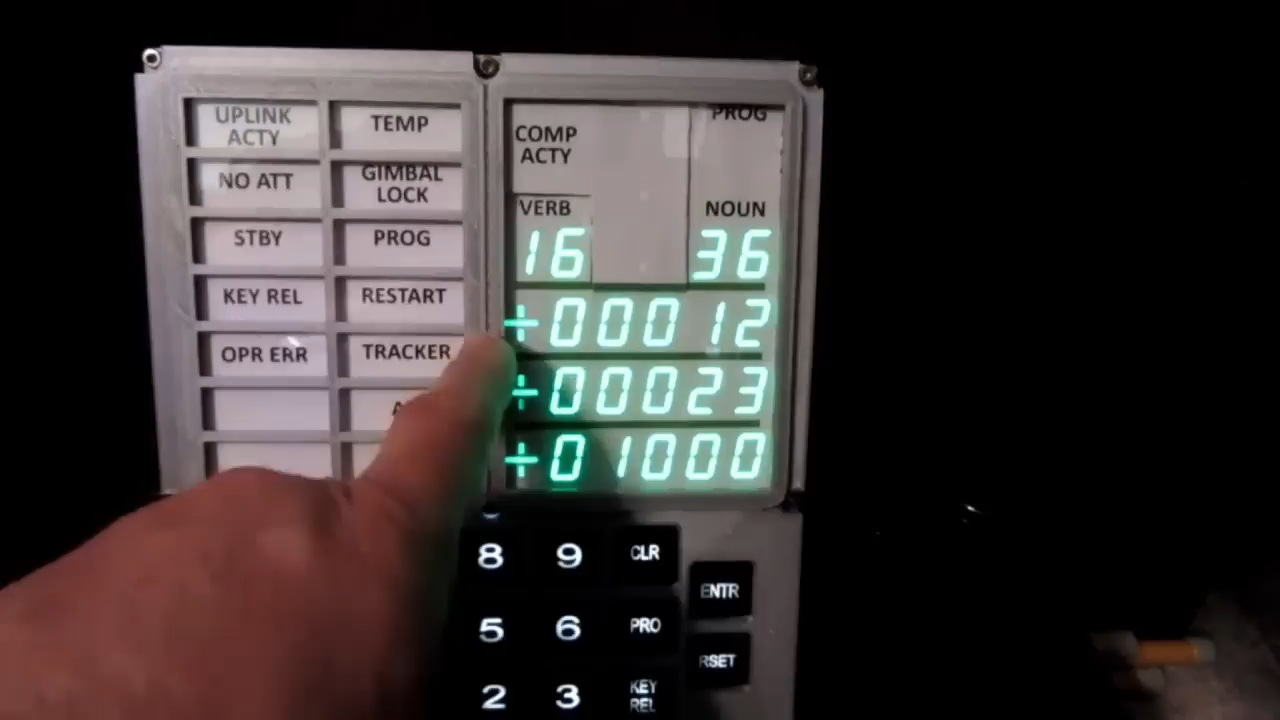 UPLINK ACTY
TEMP
NO ATT
GIMBAL LOCK
STBY
PROG
KEY REL
RESTART
OPR ERR
TRACKER
COMP ACTY
PROG
VERB
NOUN
16
36
+00012
+00023
+01000
8 9 CLR
ENTR
5 6 PRO
RSET
2 3 KEY REL